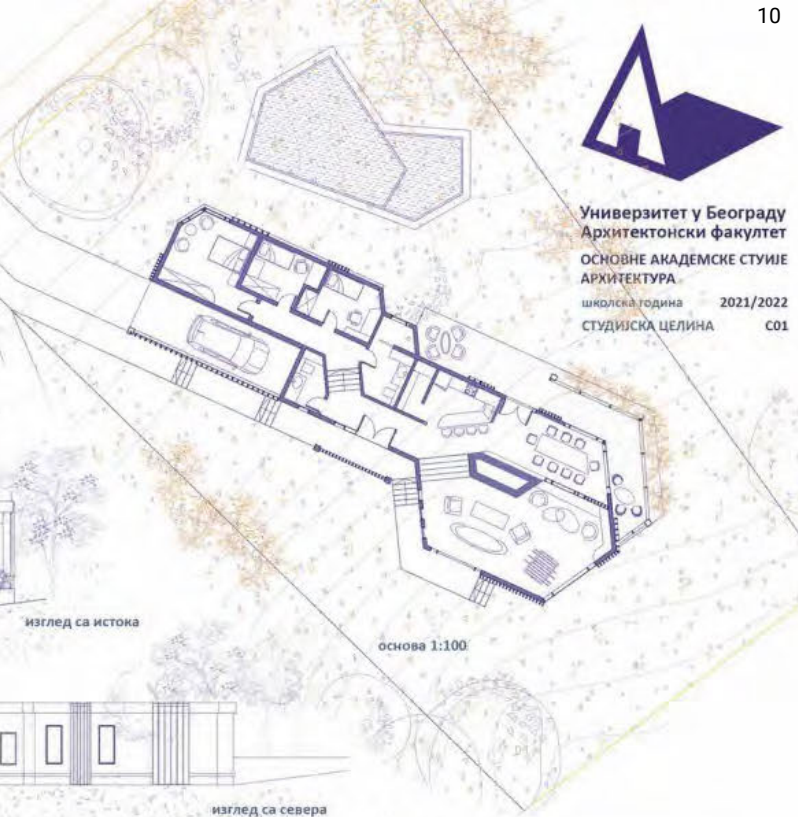 10
Универзитет у Београду
Архитектонски факултет
ОСНОВНЕ АКАДЕМСКЕ СТУИЈЕ
АРХИТЕКТУРА
школска година 2021/2022
СТУДИЈСКА ЦЕЛИНА C01
изглед са истока
основа 1:100
изглед са севера